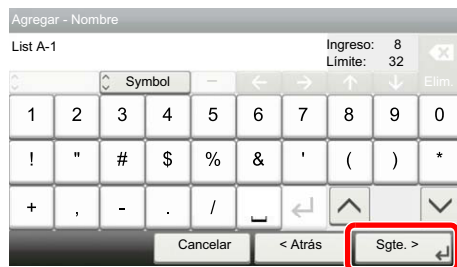 Agregar - Nombre
List A-1
Ingreso: 8
Límite: 32
Symbol
Elim.
1 2 3 4 5 6 7 8 9 0
! " # $ % & ' ( ) *
+ , - . /
Cancelar < Atrás Sgte. >